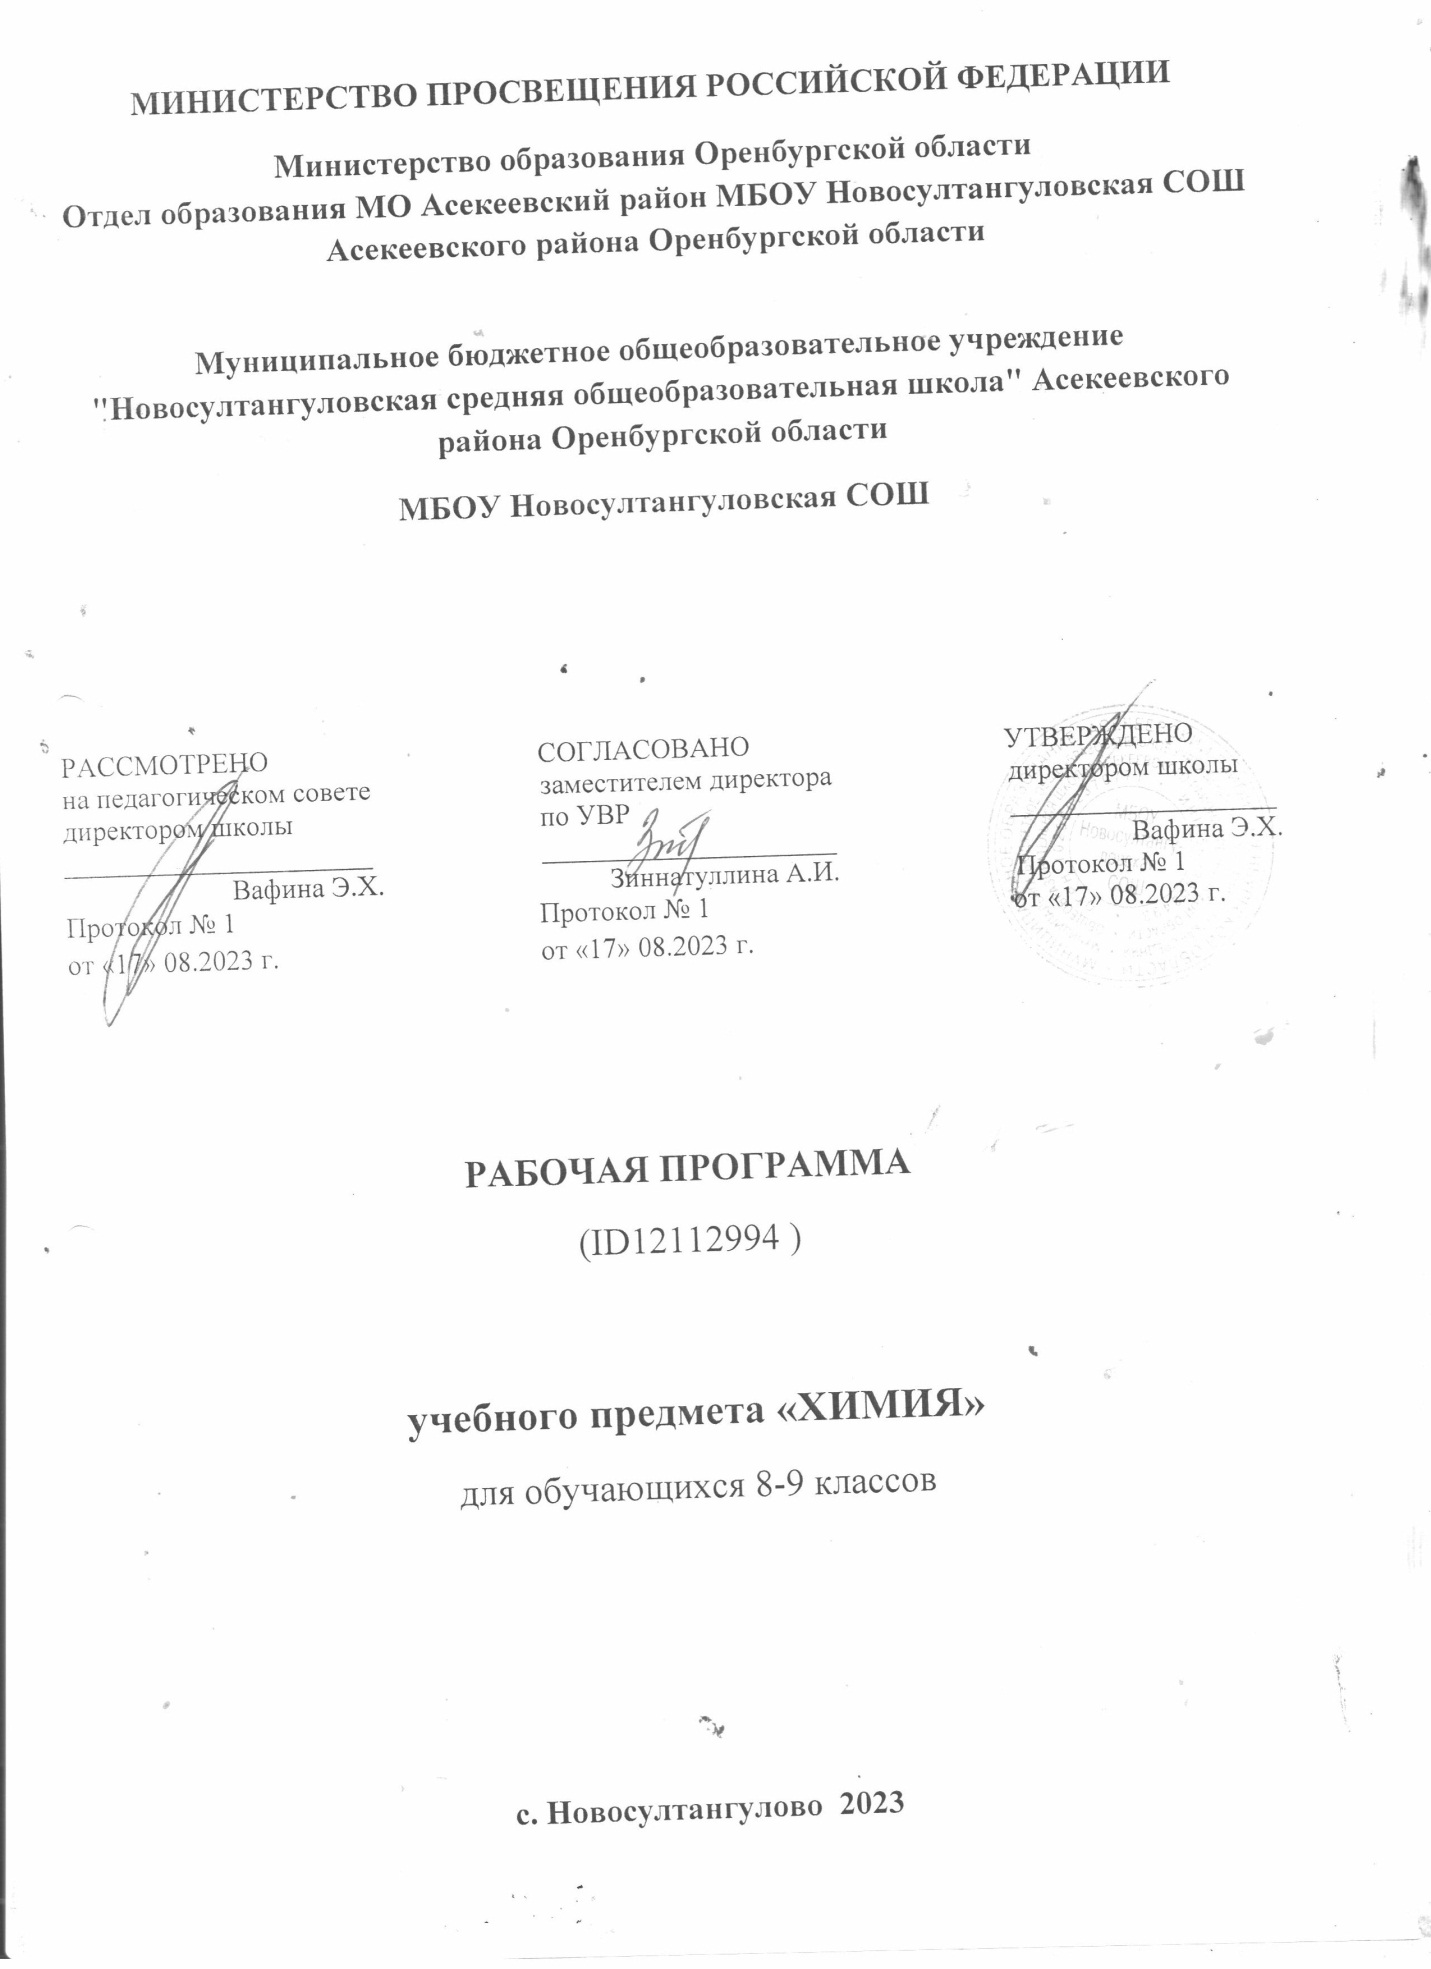 МИНИСТЕРСТВО ПРОСВЕЩЕНИЯ РОССИЙСКОЙ ФЕДЕРАЦИИ
Министерство образования Оренбургской области
Отдел образования МО Асекеевский район МБОУ Новосултангуловская СОШ
Асекеевского района Оренбургской области
Муниципальное бюджетное общеобразовательное учреждение
"Новосултангуловская средняя общеобразовательная школа" Асекеевского
района Оренбургской области
МБОУ Новосултангуловская СОШ
РАССМОТРЕНО
на педагогическом совете
директором школы
Вафина Э.Х.
Протокол № 1
от «17» 08.2023 г.
СОГЛАСОВАНО
заместителем директора
по УВР
Зиннатуллина А.И.
Протокол № 1
от «17» 08.2023 г.
УТВЕРЖДЕНО
директором школы
Вафина Э.Х.
Протокол № 1
от «17» 08.2023 г.
РАБОЧАЯ ПРОГРАММА
(ID12112994 )
учебного предмета «ХИМИЯ»
для обучающихся 8-9 классов
с. Новосултангулово 2023